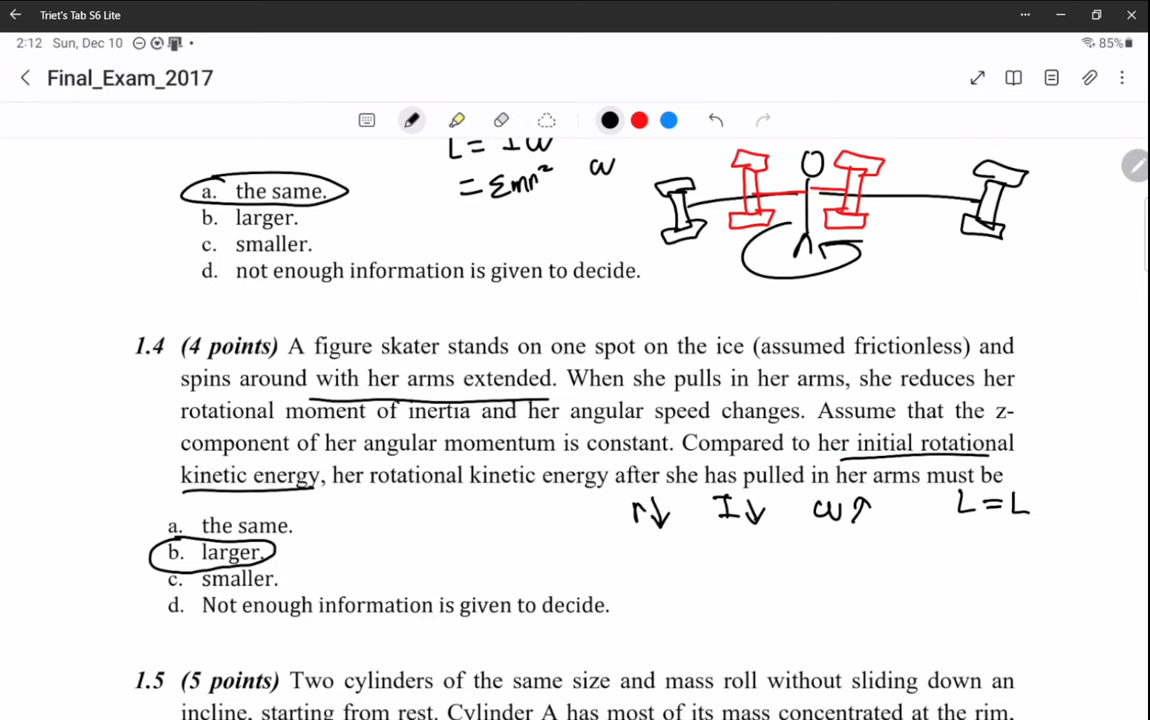 Triet's Tab S6 Lite
2:12 Sun, Dec 10 85%
Final_Exam_2017
L = Iω
= Σmr² ω
a. the same.
b. larger.
c. smaller.
d. not enough information is given to decide.
1.4 (4 points) A figure skater stands on one spot on the ice (assumed frictionless) and
spins around with her arms extended. When she pulls in her arms, she reduces her
rotational moment of inertia and her angular speed changes. Assume that the z-
component of her angular momentum is constant. Compared to her initial rotational
kinetic energy, her rotational kinetic energy after she has pulled in her arms must be
r↓ I↓ ω↑ L = L
a. the same.
b. larger.
c. smaller.
d. Not enough information is given to decide.
1.5 (5 points) Two cylinders of the same size and mass roll without sliding down an
incline, starting from rest. Cylinder A has most of its mass concentrated at the rim,